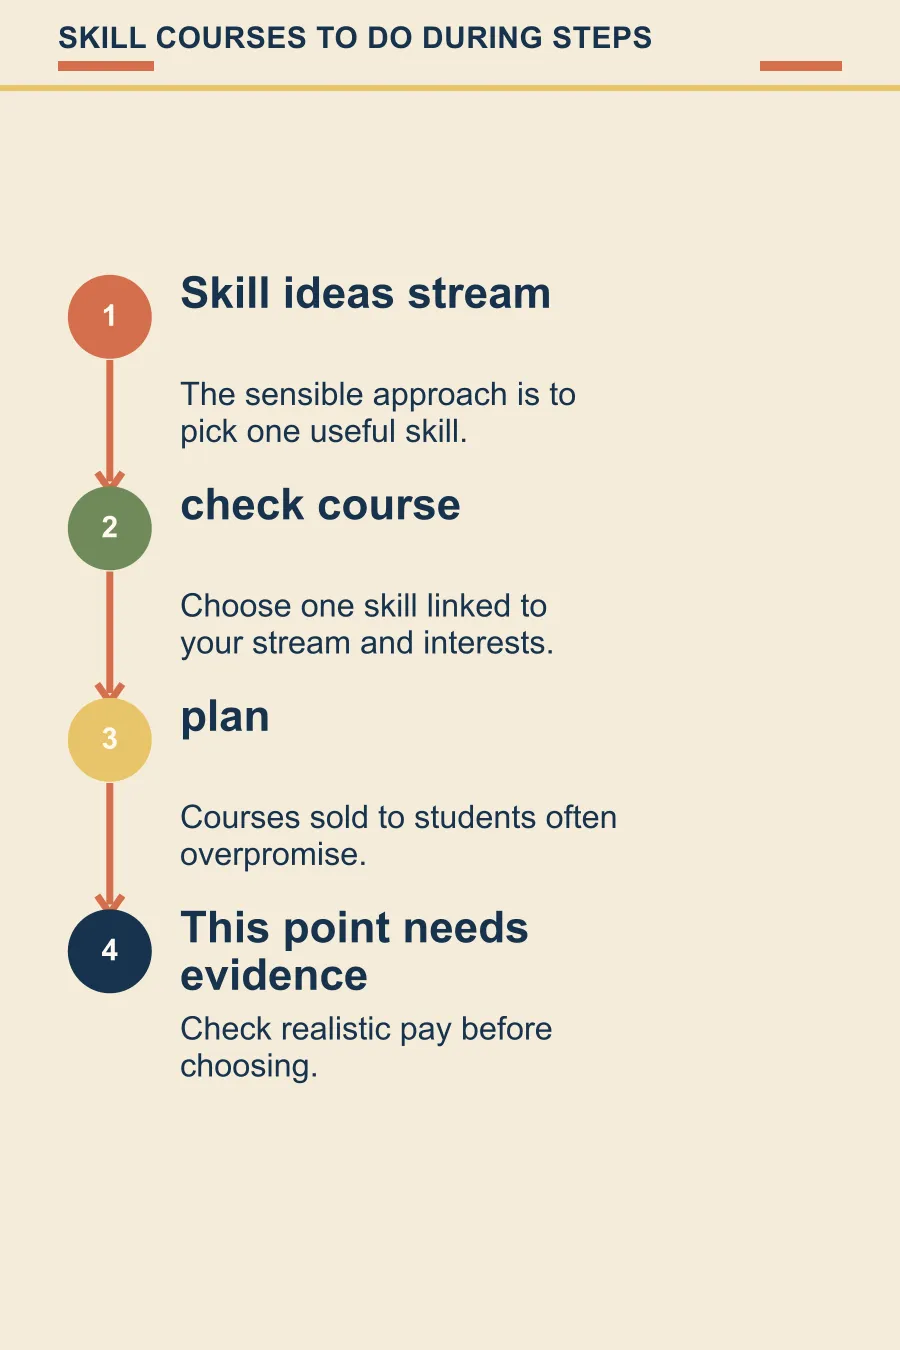 SKILL COURSES TO DO DURING STEPS
1
Skill ideas stream
The sensible approach is to
pick one useful skill.
2
check course
Choose one skill linked to
your stream and interests.
3
plan
Courses sold to students often
overpromise.
4
This point needs
evidence
Check realistic pay before
choosing.